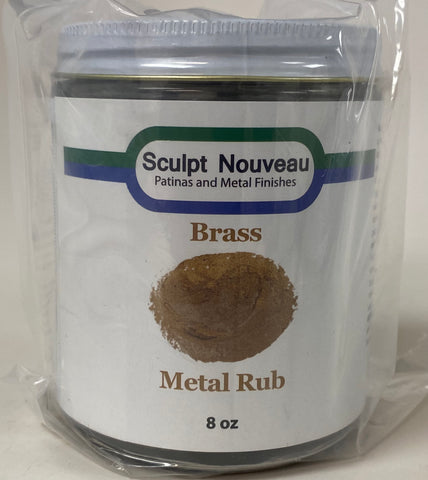 Sculpt Nouveau
Patinas and Metal Finishes
Brass
Metal Rub
8 oz